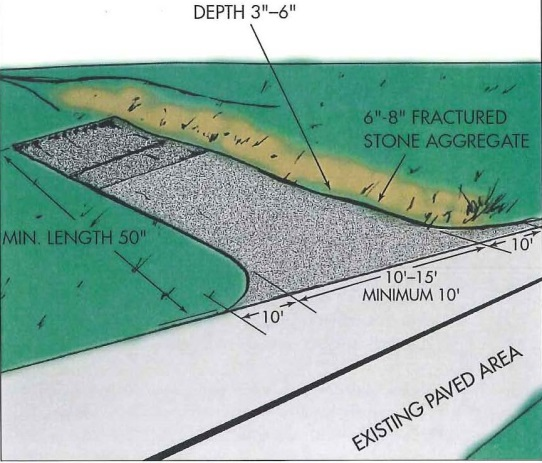 DEPTH 3"–6"
6"-8" FRACTURED
STONE AGGREGATE
MIN. LENGTH 50"
10'
10'–15'
MINIMUM 10'
10'
EXISTING PAVED AREA